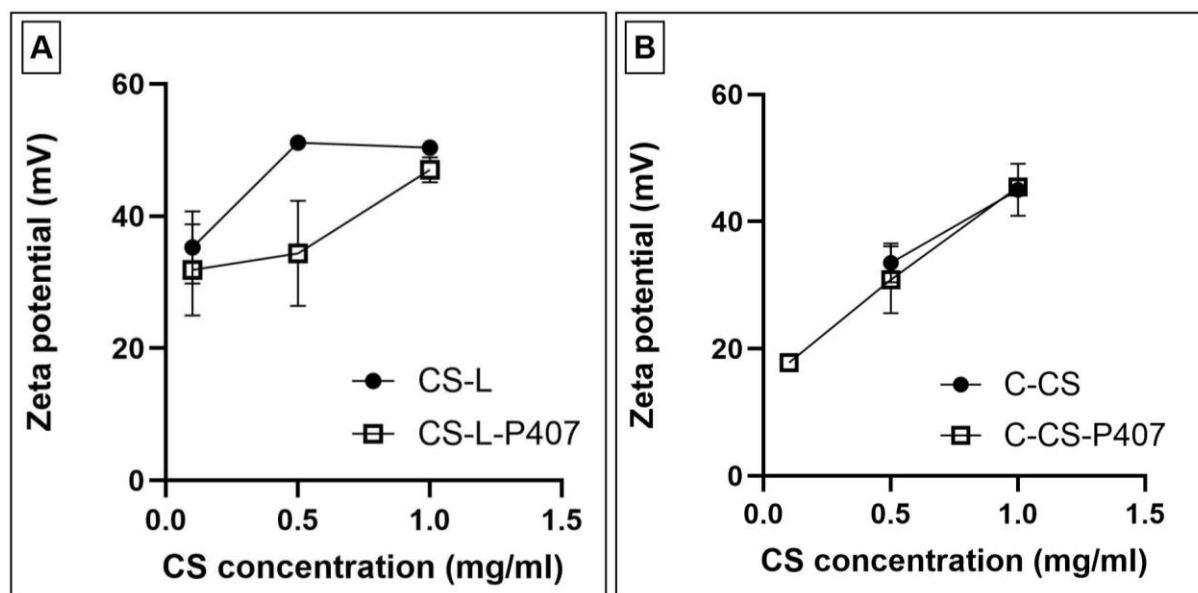 A
Zeta potential (mV)
60
40
20
0
CS-L
CS-L-P407
0.0 0.5 1.0 1.5
CS concentration (mg/ml)
B
Zeta potential (mV)
60
40
20
0
C-CS
C-CS-P407
0.0 0.5 1.0 1.5
CS concentration (mg/ml)